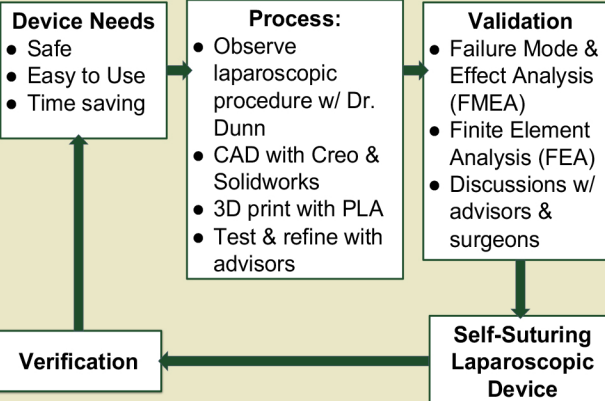 Device Needs
● Safe
● Easy to Use
● Time saving
Process:
● Observe
laparoscopic
procedure w/ Dr.
Dunn
● CAD with Creo &
Solidworks
● 3D print with PLA
● Test & refine with
advisors
Validation
● Failure Mode &
Effect Analysis
(FMEA)
● Finite Element
Analysis (FEA)
● Discussions w/
advisors &
surgeons
Self-Suturing
Laparoscopic
Device
Verification